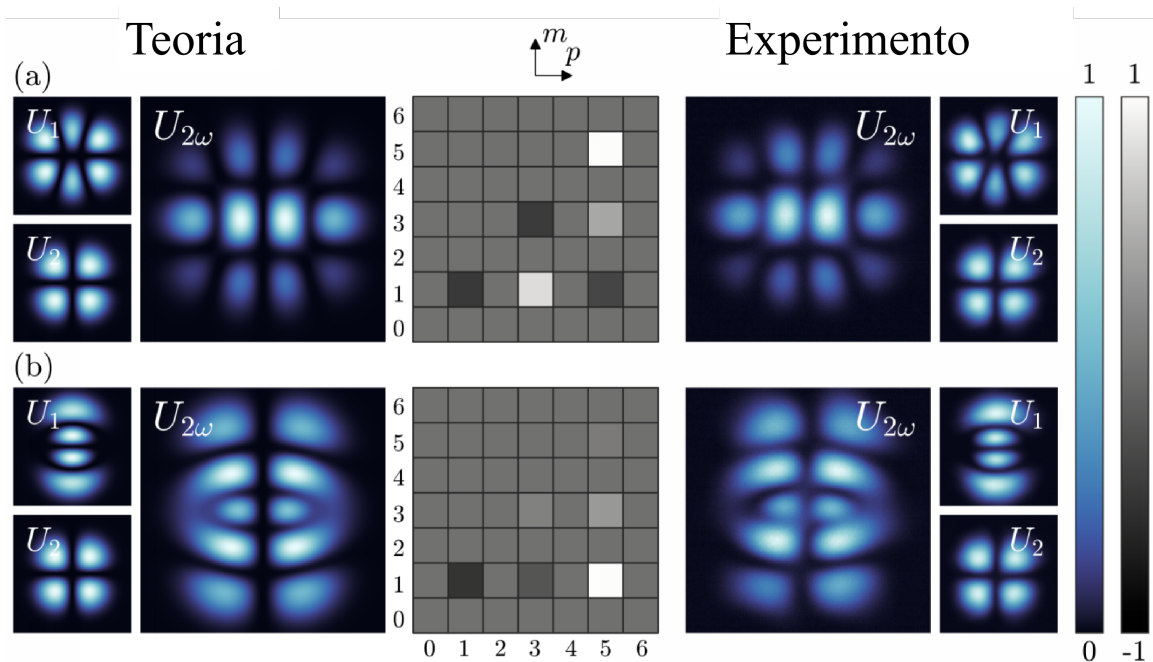 Teoria
Experimento
m
p
(a)
1 1
U₁
U₂
U₂ω
6
5
4
3
2
1
0
U₂ω
U₁
U₂
(b)
U₁
U₂
U₂ω
6
5
4
3
2
1
0
0 1 2 3 4 5 6
U₂ω
U₁
U₂
0 -1